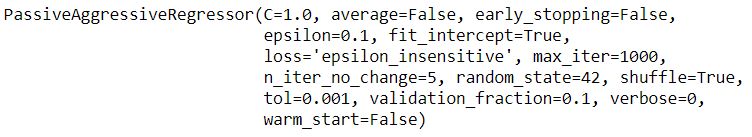 PassiveAggressiveRegressor(C=1.0, average=False, early_stopping=False,
epsilon=0.1, fit_intercept=True,
loss='epsilon_insensitive', max_iter=1000,
n_iter_no_change=5, random_state=42, shuffle=True,
tol=0.001, validation_fraction=0.1, verbose=0,
warm_start=False)